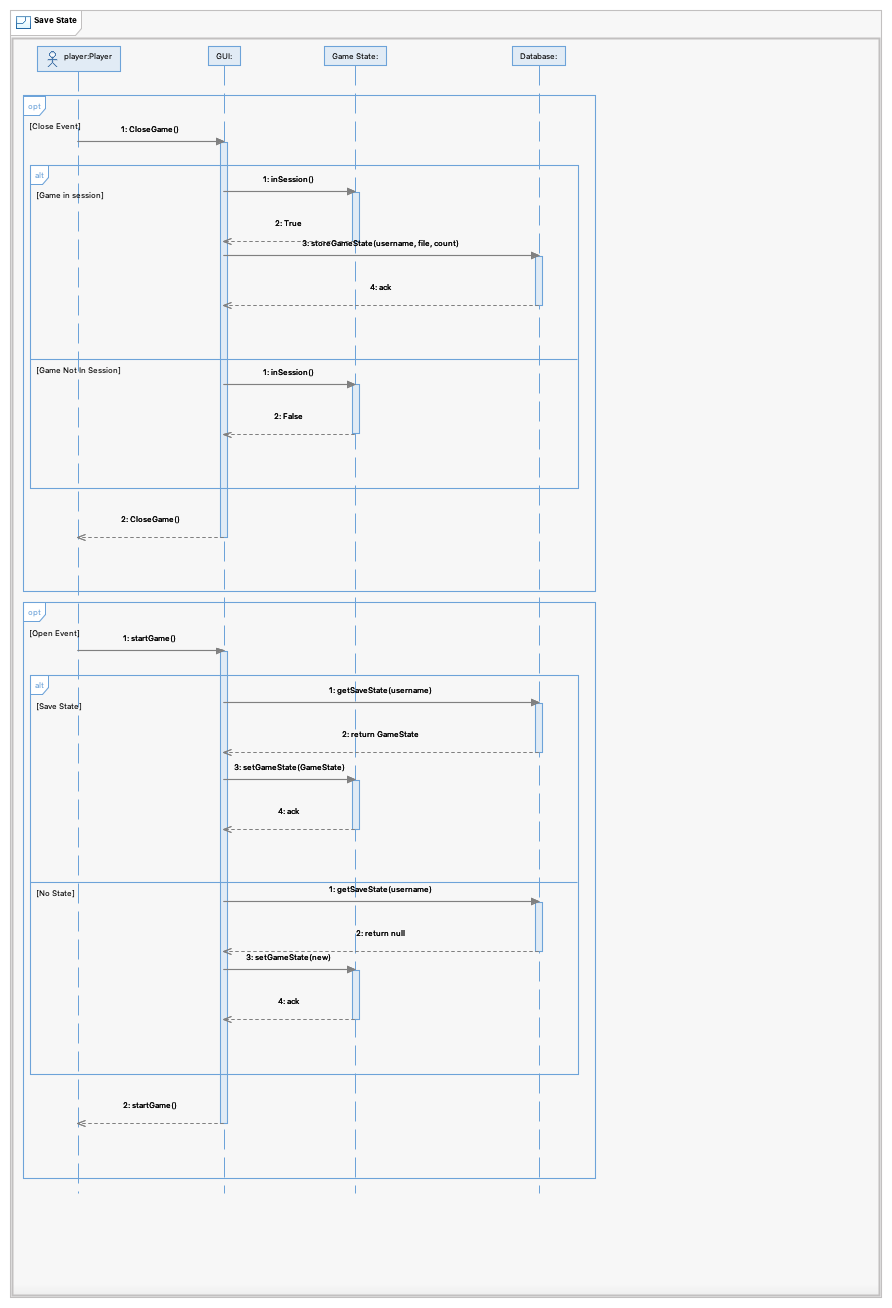 Save State
player:Player
GUI:
Game State:
Database:
opt
[Close Event]
1: CloseGame()
alt
[Game in session]
1: inSession()
2: True
3: storeGameState(username, file, count)
4: ack
[Game Not In Session]
1: inSession()
2: False
2: CloseGame()
opt
[Open Event]
1: startGame()
alt
[Save State]
1: getSaveState(username)
2: return GameState
3: setGameState(GameState)
4: ack
[No State]
1: getSaveState(username)
2: return null
3: setGameState(new)
4: ack
2: startGame()